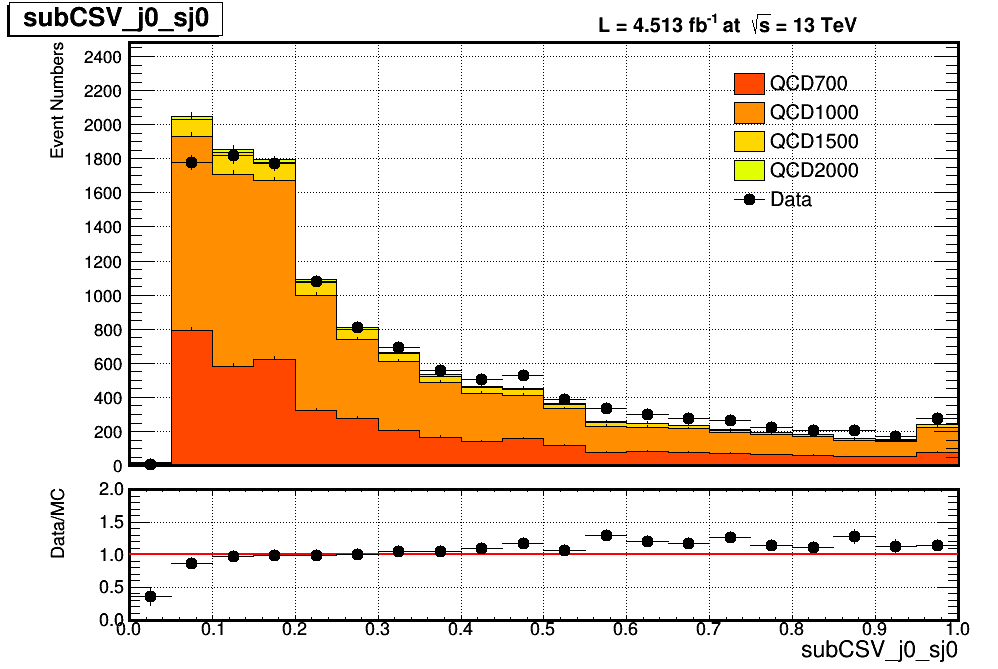 subCSV_j0_sj0
L = 4.513 fb⁻¹ at √s = 13 TeV
Event Numbers
2400
2200
2000
1800
1600
1400
1200
1000
800
600
400
200
0
QCD700
QCD1000
QCD1500
QCD2000
Data
Data/MC
2.0
1.5
1.0
0.5
0.0
0.0 0.1 0.2 0.3 0.4 0.5 0.6 0.7 0.8 0.9 1.0
subCSV_j0_sj0